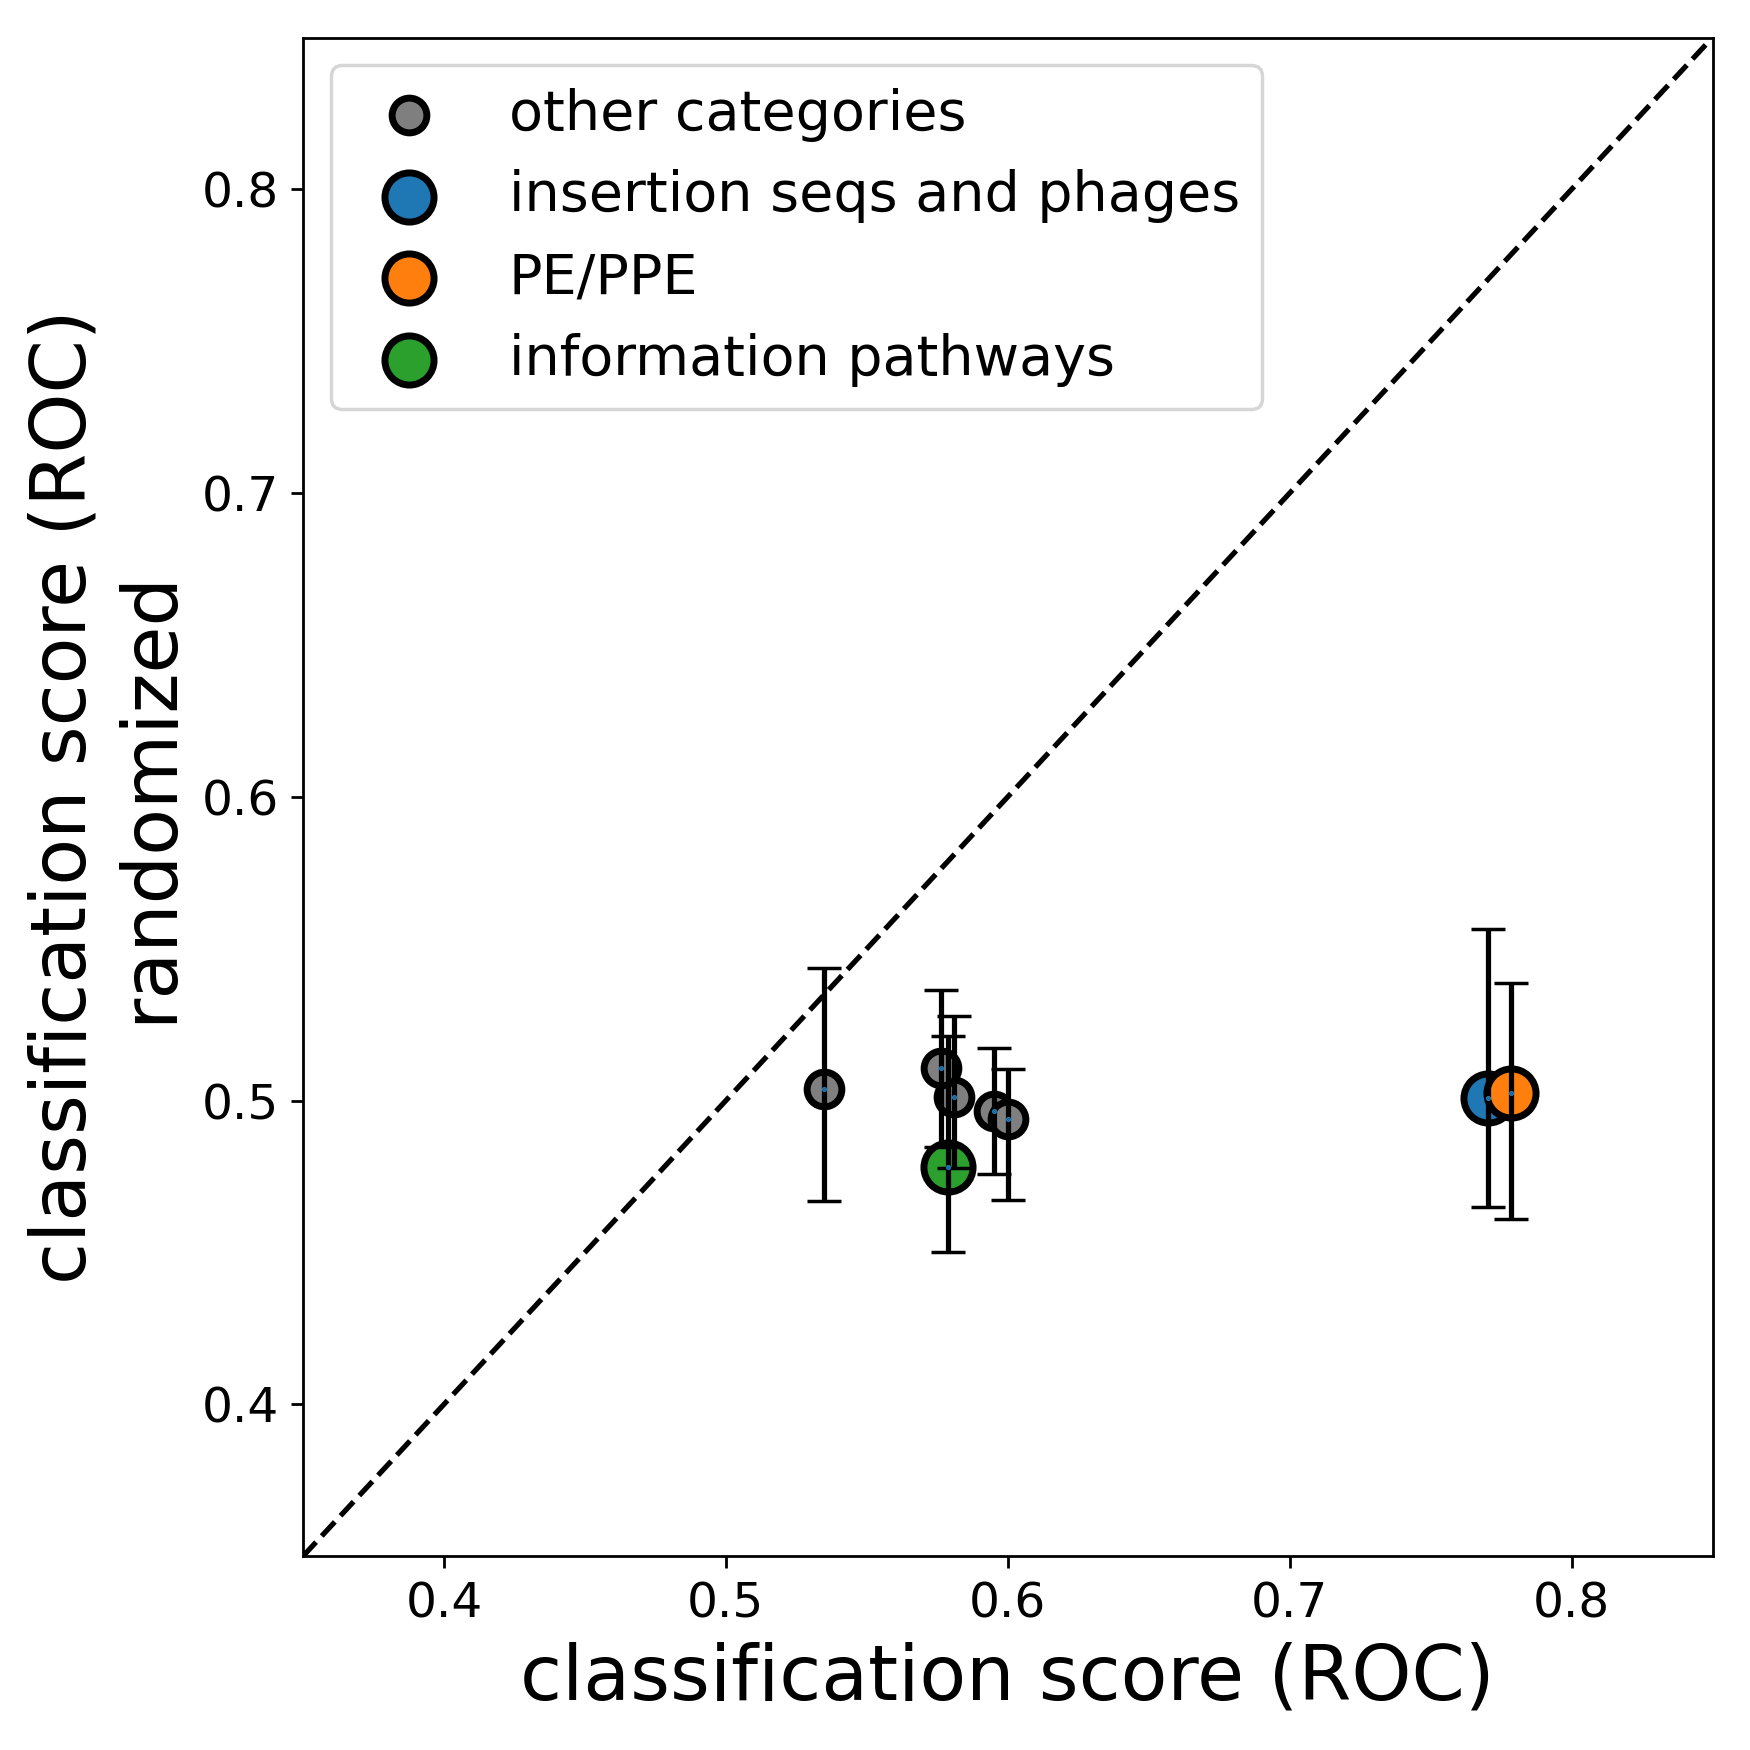 other categories
insertion seqs and phages
PE/PPE
information pathways
classification score (ROC)
randomized
0.8
0.7
0.6
0.5
0.4
0.4 0.5 0.6 0.7 0.8
classification score (ROC)